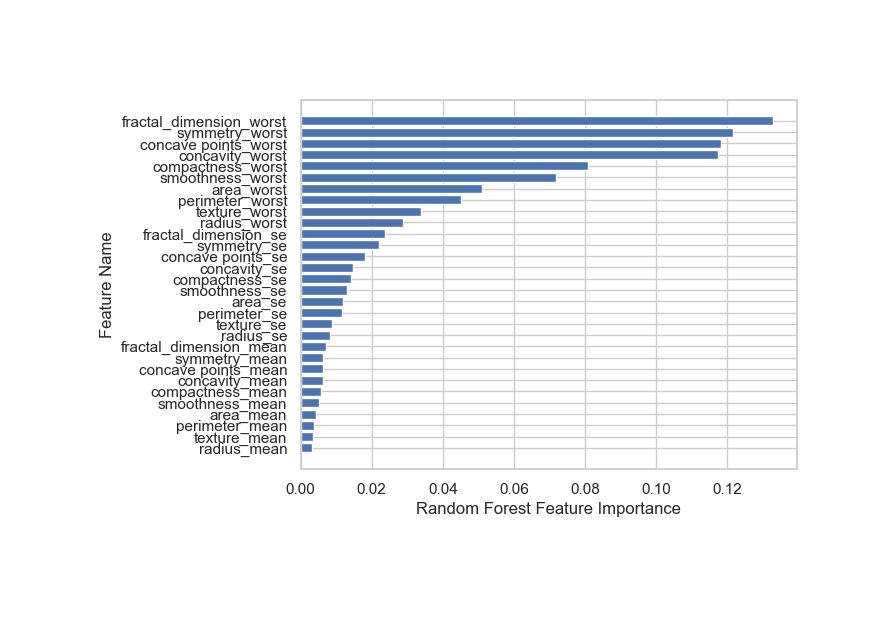 fractal_dimension_worst
symmetry_worst
concave points_worst
concavity_worst
compactness_worst
smoothness_worst
area_worst
perimeter_worst
texture_worst
radius_worst
fractal_dimension_se
symmetry_se
concave points_se
concavity_se
compactness_se
smoothness_se
area_se
perimeter_se
texture_se
radius_se
fractal_dimension_mean
symmetry_mean
concave points_mean
concavity_mean
compactness_mean
smoothness_mean
area_mean
perimeter_mean
texture_mean
radius_mean
Feature Name
0.00 0.02 0.04 0.06 0.08 0.10 0.12
Random Forest Feature Importance